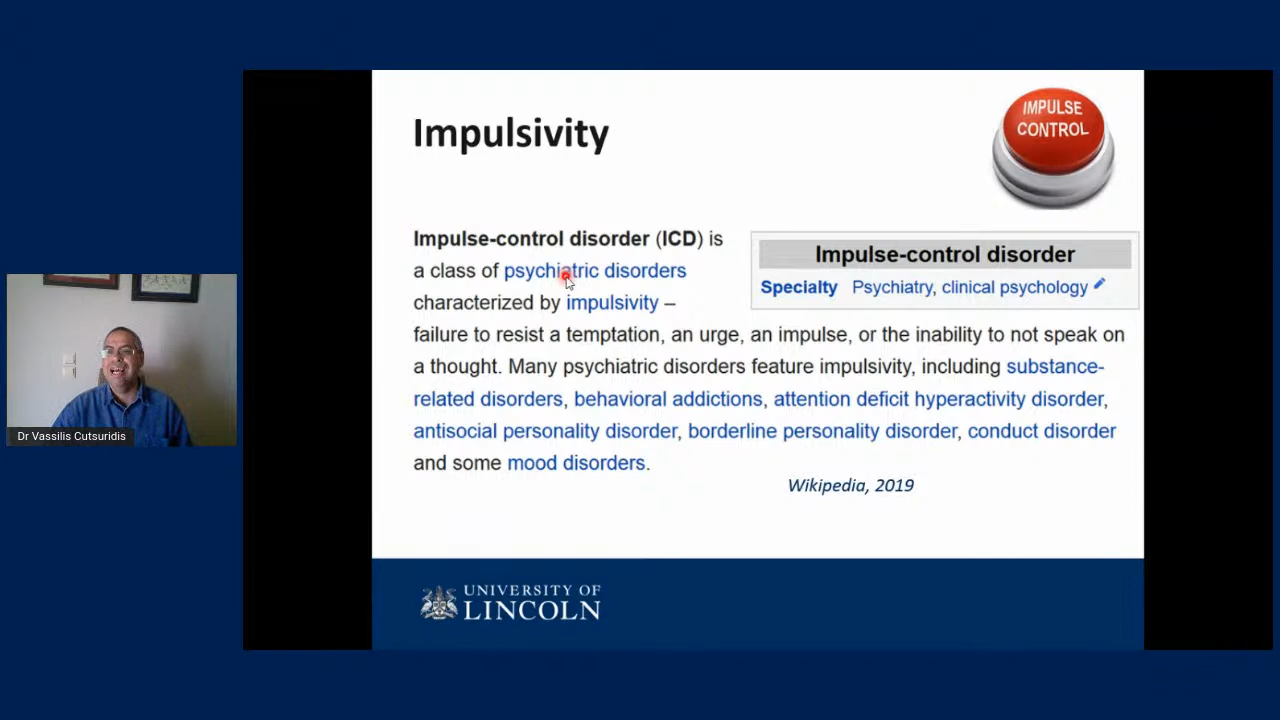 Impulsivity
IMPULSE
CONTROL
Impulse-control disorder (ICD) is
a class of psychiatric disorders
characterized by impulsivity –
failure to resist a temptation, an urge, an impulse, or the inability to not speak on
a thought. Many psychiatric disorders feature impulsivity, including substance-
related disorders, behavioral addictions, attention deficit hyperactivity disorder,
antisocial personality disorder, borderline personality disorder, conduct disorder
and some mood disorders.
Impulse-control disorder
Specialty Psychiatry, clinical psychology
Wikipedia, 2019
UNIVERSITY OF
LINCOLN
Dr Vassilis Cutsuridis